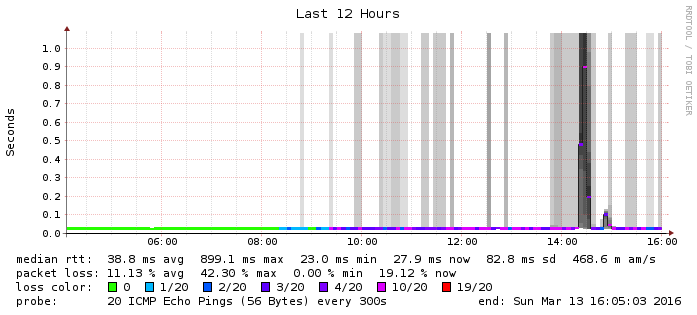 Last 12 Hours
RRDTOOL / TOBI OETIKER
Seconds
1.0
0.9
0.8
0.7
0.6
0.5
0.4
0.3
0.2
0.1
0.0
06:00 08:00 10:00 12:00 14:00 16:00
median rtt: 38.8 ms avg 899.1 ms max 23.0 ms min 27.9 ms now 82.8 ms sd 468.6 m am/s
packet loss: 11.13 % avg 42.30 % max 0.00 % min 19.12 % now
loss color: 0 1/20 2/20 3/20 4/20 10/20 19/20
probe: 20 ICMP Echo Pings (56 Bytes) every 300s end: Sun Mar 13 16:05:03 2016